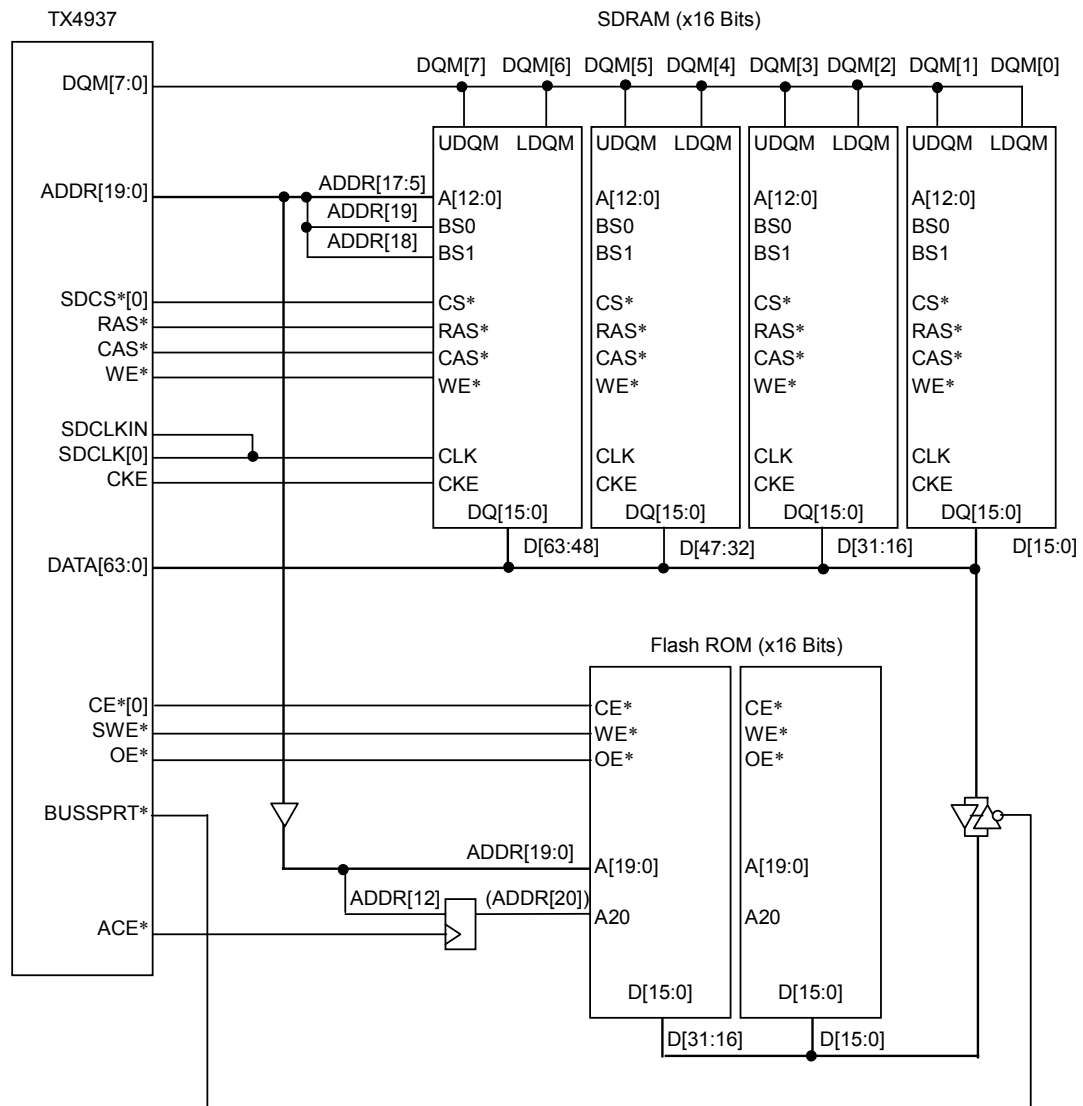 TX4937
SDRAM (x16 Bits)
DQM[7:0]
DQM[7] DQM[6] DQM[5] DQM[4] DQM[3] DQM[2] DQM[1] DQM[0]
UDQM LDQM UDQM LDQM UDQM LDQM UDQM LDQM
ADDR[19:0]
ADDR[17:5]
A[12:0] A[12:0] A[12:0] A[12:0]
ADDR[19]
BS0 BS0 BS0 BS0
ADDR[18]
BS1 BS1 BS1 BS1
SDCS*[0] CS* CS* CS* CS*
RAS* RAS* RAS* RAS* RAS*
CAS* CAS* CAS* CAS* CAS*
WE* WE* WE* WE* WE*
SDCLKIN
SDCLK[0] CLK CLK CLK CLK
CKE CKE CKE CKE CKE
DQ[15:0] DQ[15:0] DQ[15:0] DQ[15:0]
D[63:48] D[47:32] D[31:16] D[15:0]
DATA[63:0]
Flash ROM (x16 Bits)
CE*[0] CE* CE*
SWE* WE* WE*
OE* OE* OE*
BUSSPRT*
ADDR[19:0]
A[19:0] A[19:0]
ADDR[12] (ADDR[20])
A20 A20
ACE*
D[15:0] D[15:0]
D[31:16] D[15:0]